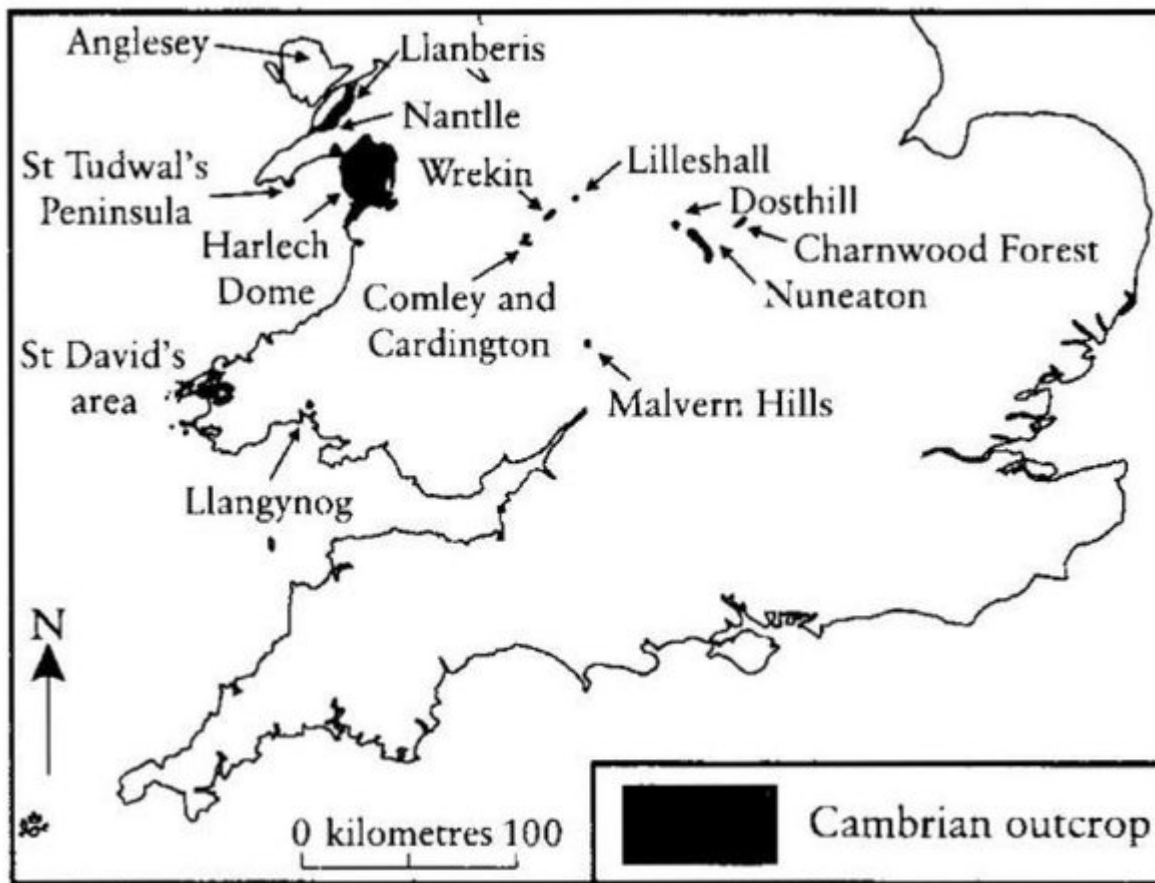 Anglesey
Llanberis
Nantlle
St Tudwal's
Peninsula
Harlech
Dome
Wrekin
Lilleshall
Dosthill
Charnwood Forest
Nuneaton
Comley and
Cardington
Malvern Hills
St David's
area
Llangynog
N
0 kilometres 100
Cambrian outcrop